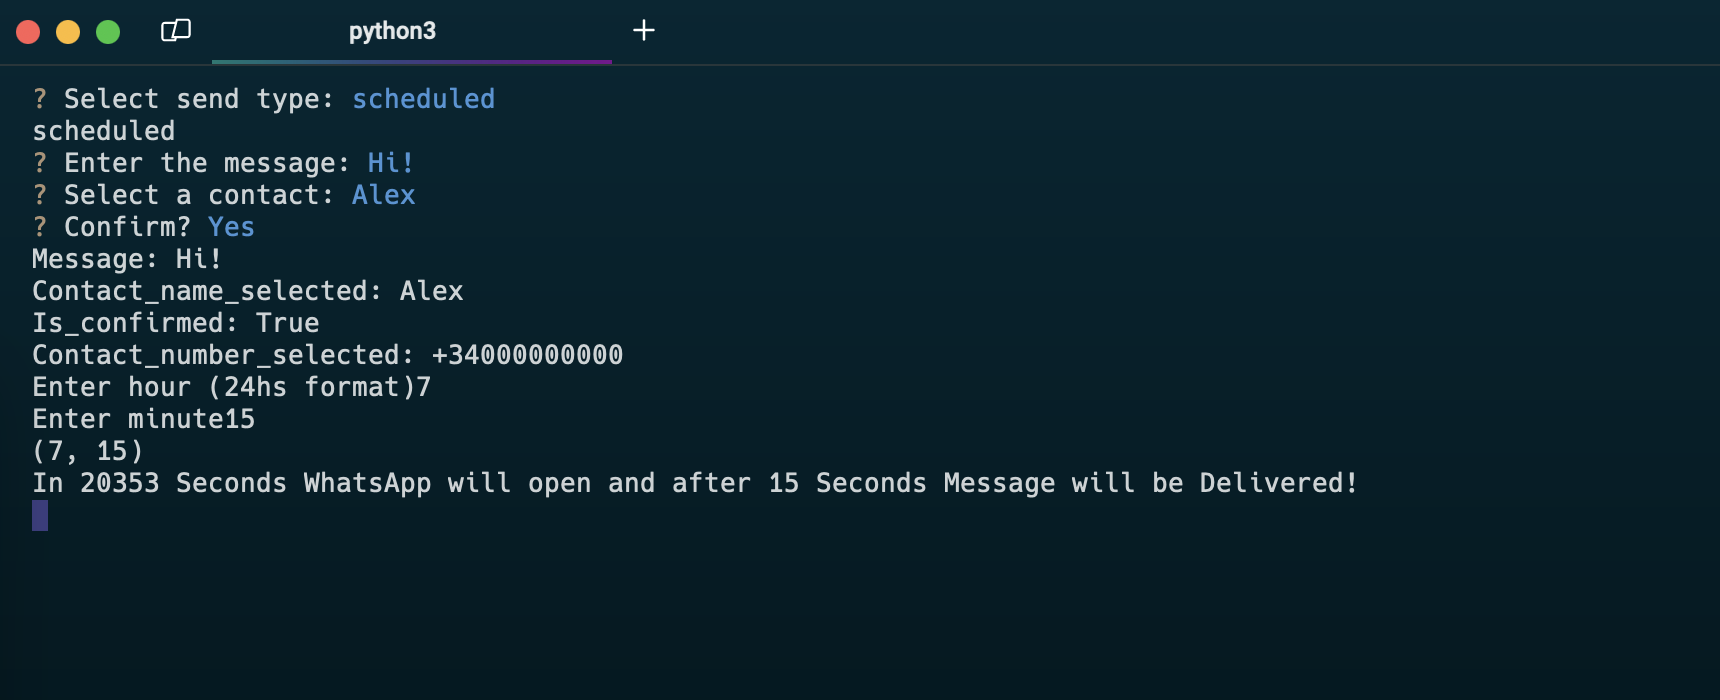 python3 +
? Select send type: scheduled
scheduled
? Enter the message: Hi!
? Select a contact: Alex
? Confirm? Yes
Message: Hi!
Contact_name_selected: Alex
Is_confirmed: True
Contact_number_selected: +34000000000
Enter hour (24hs format)7
Enter minute15
(7, 15)
In 20353 Seconds WhatsApp will open and after 15 Seconds Message will be Delivered!